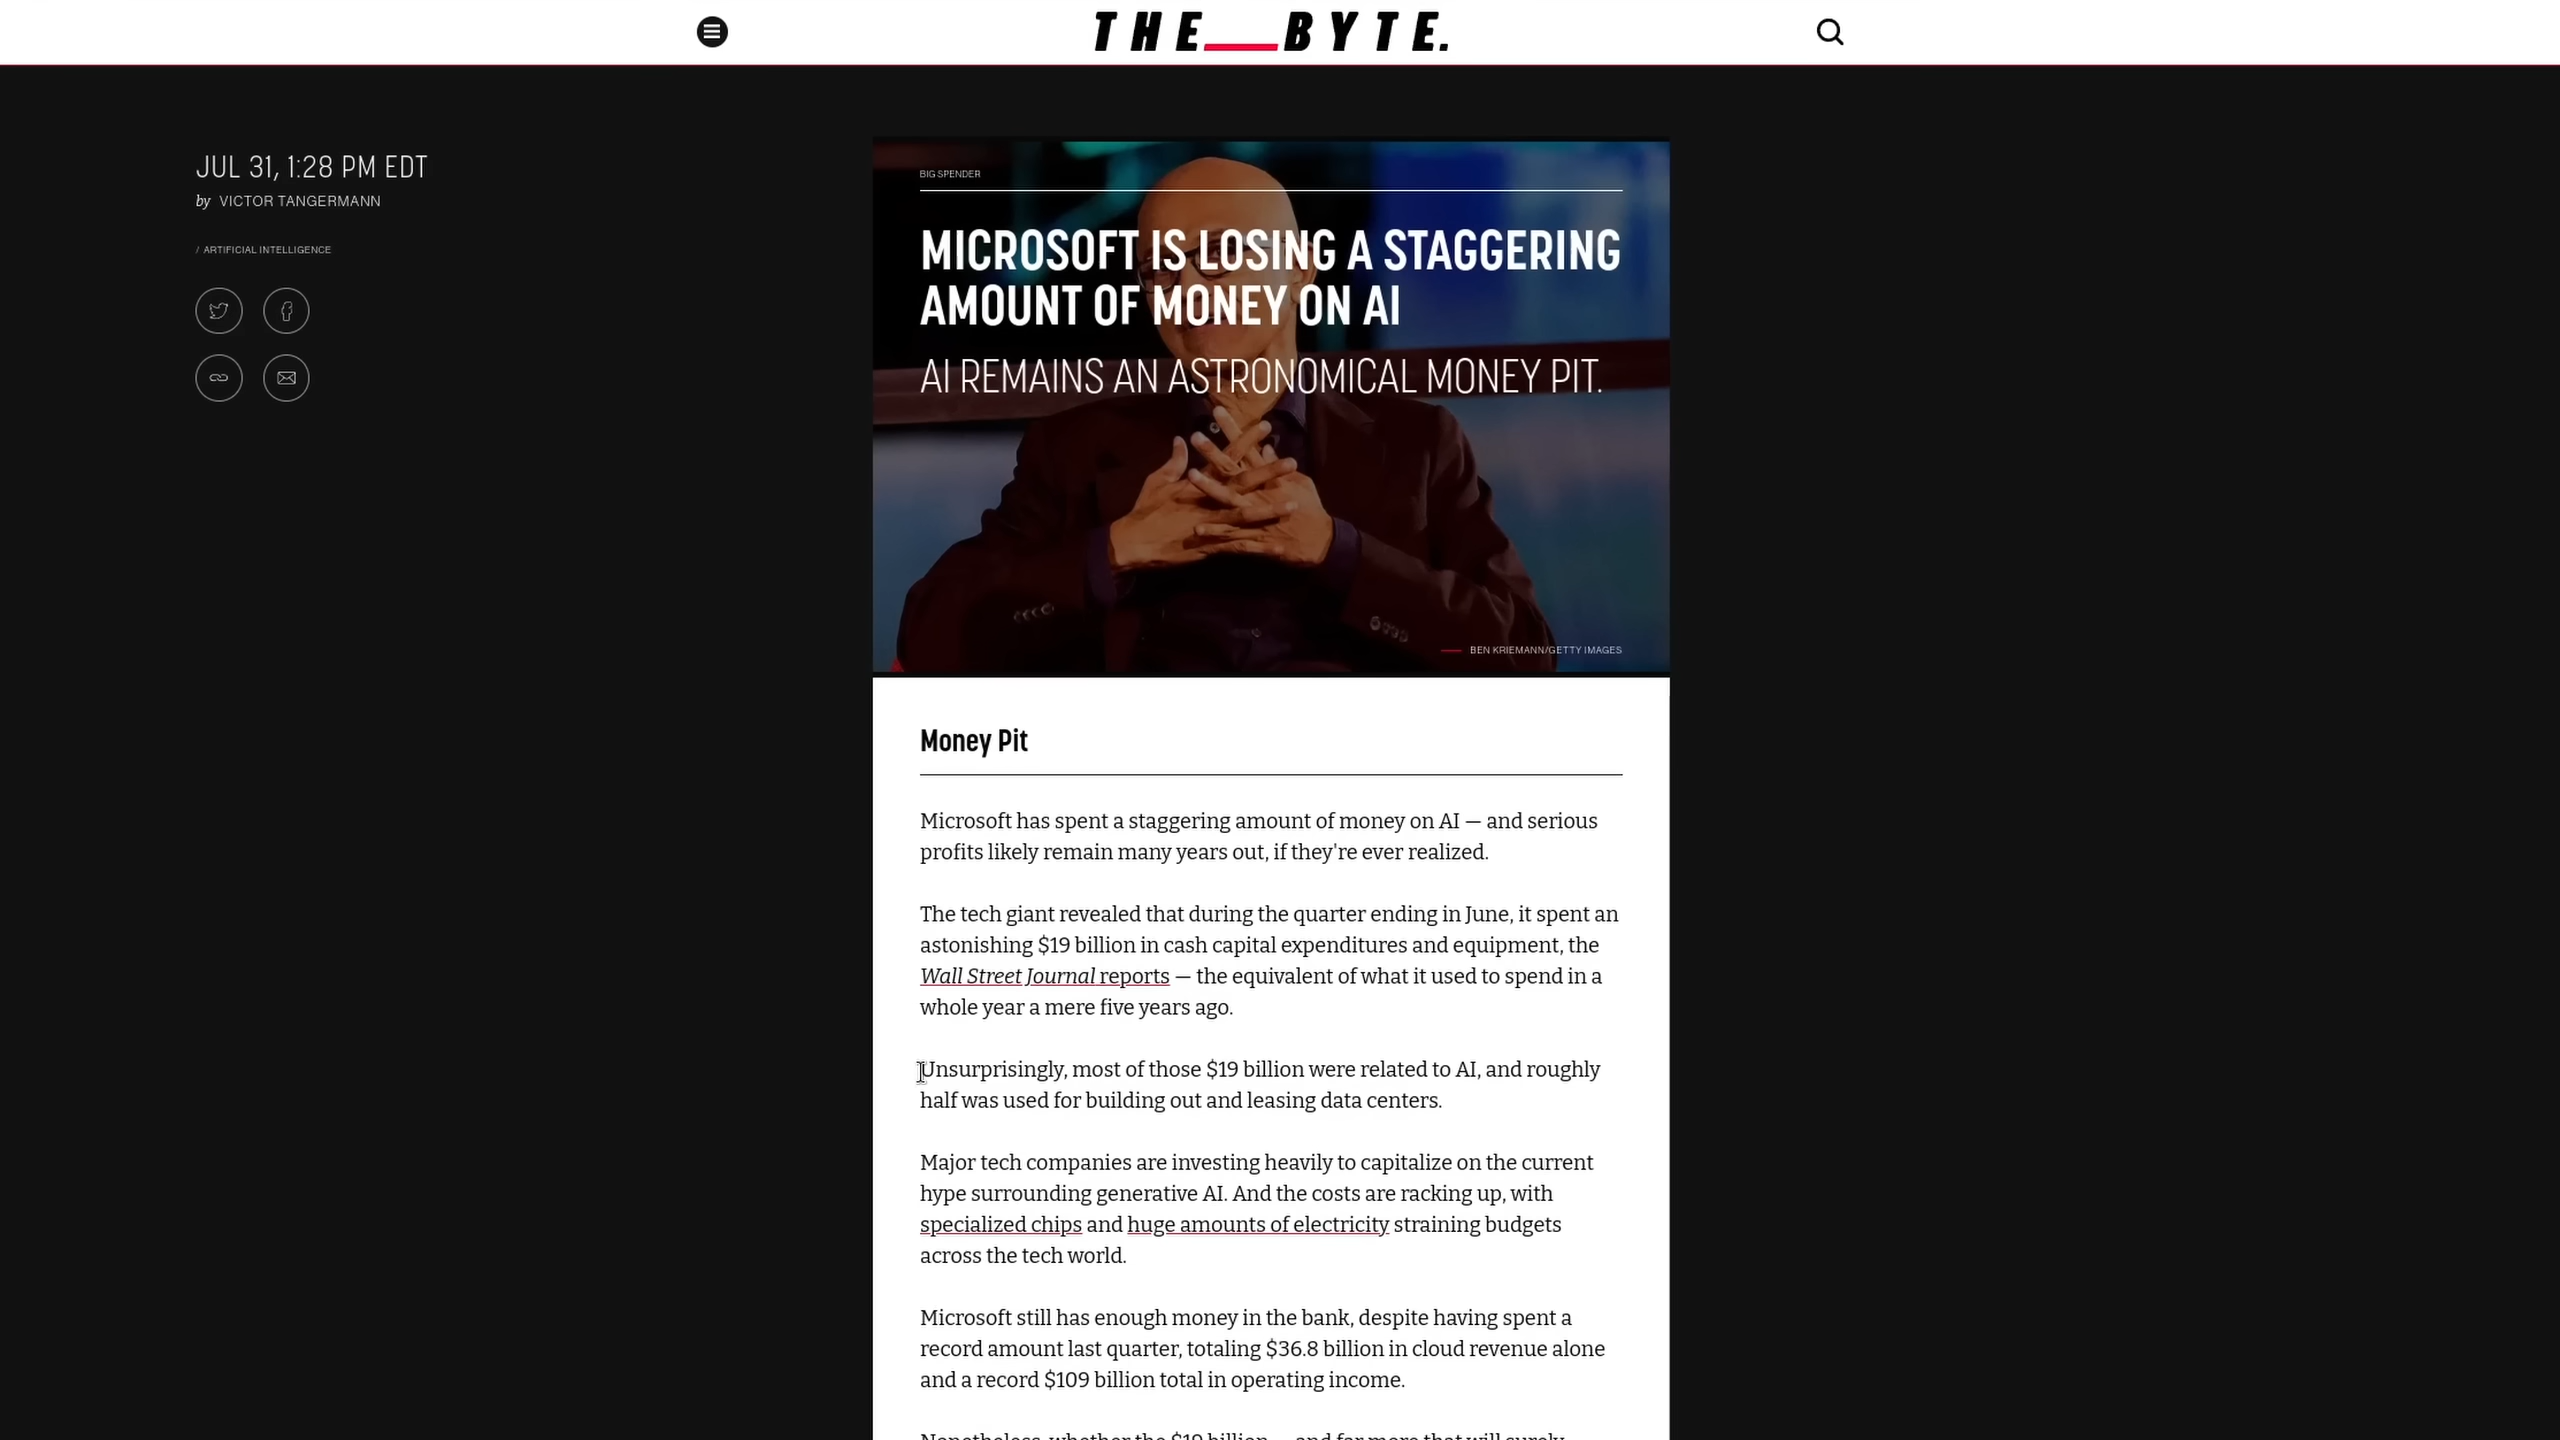 THE__BYTE.
JUL 31, 1:28 PM EDT
by VICTOR TANGERMANN
/ ARTIFICIAL INTELLIGENCE
BIG SPENDER
MICROSOFT IS LOSING A STAGGERING
AMOUNT OF MONEY ON AI
AI REMAINS AN ASTRONOMICAL MONEY PIT.
BEN KRIEMANN/GETTY IMAGES
Money Pit
Microsoft has spent a staggering amount of money on AI — and serious
profits likely remain many years out, if they're ever realized.
The tech giant revealed that during the quarter ending in June, it spent an
astonishing $19 billion in cash capital expenditures and equipment, the
Wall Street Journal reports — the equivalent of what it used to spend in a
whole year a mere five years ago.
Unsurprisingly, most of those $19 billion were related to AI, and roughly
half was used for building out and leasing data centers.
Major tech companies are investing heavily to capitalize on the current
hype surrounding generative AI. And the costs are racking up, with
specialized chips and huge amounts of electricity straining budgets
across the tech world.
Microsoft still has enough money in the bank, despite having spent a
record amount last quarter, totaling $36.8 billion in cloud revenue alone
and a record $109 billion total in operating income.
Nonetheless, whether the $19 billion — and far more that will surely